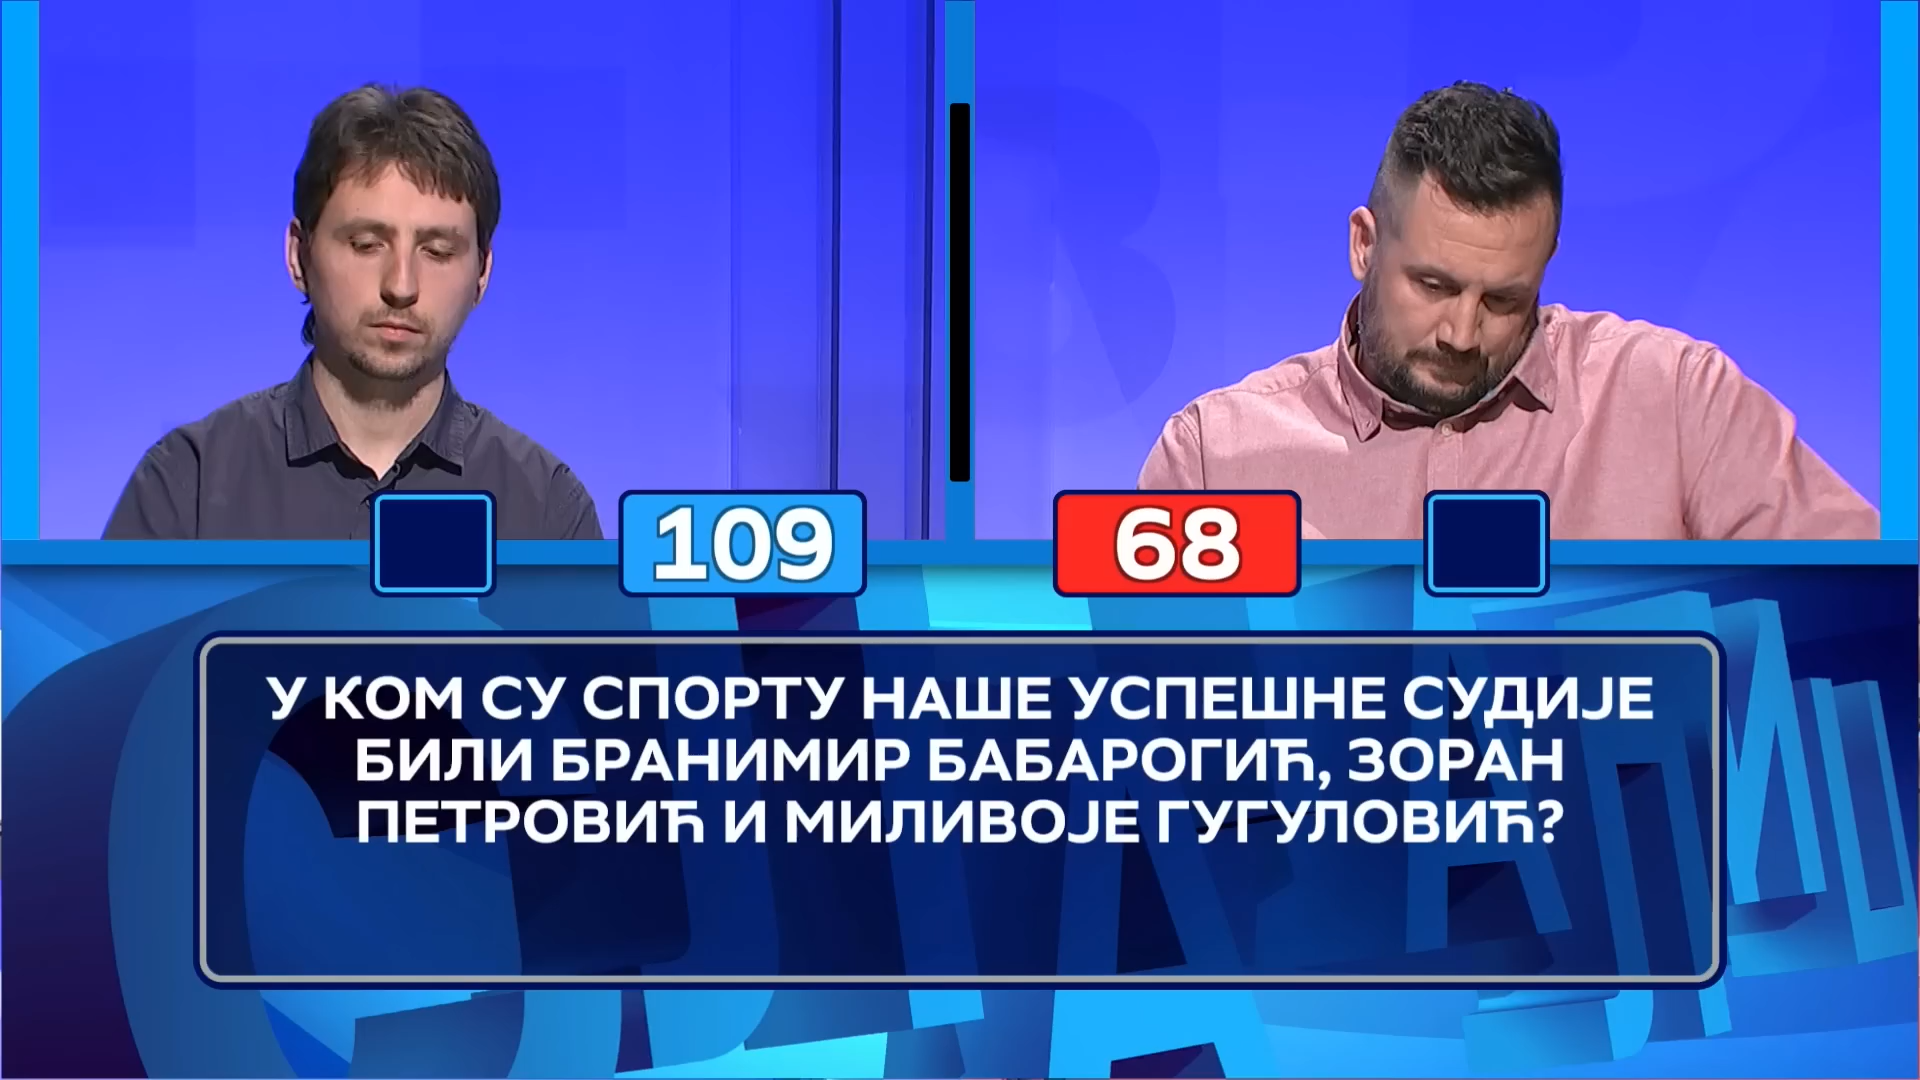 109
68
У КОМ СУ СПОРТУ НАШЕ УСПЕШНЕ СУДИЈЕ
БИЛИ БРАНИМИР БАБАРОГИЋ, ЗОРАН
ПЕТРОВИЋ И МИЛИВОЈЕ ГУГУЛОВИЋ?